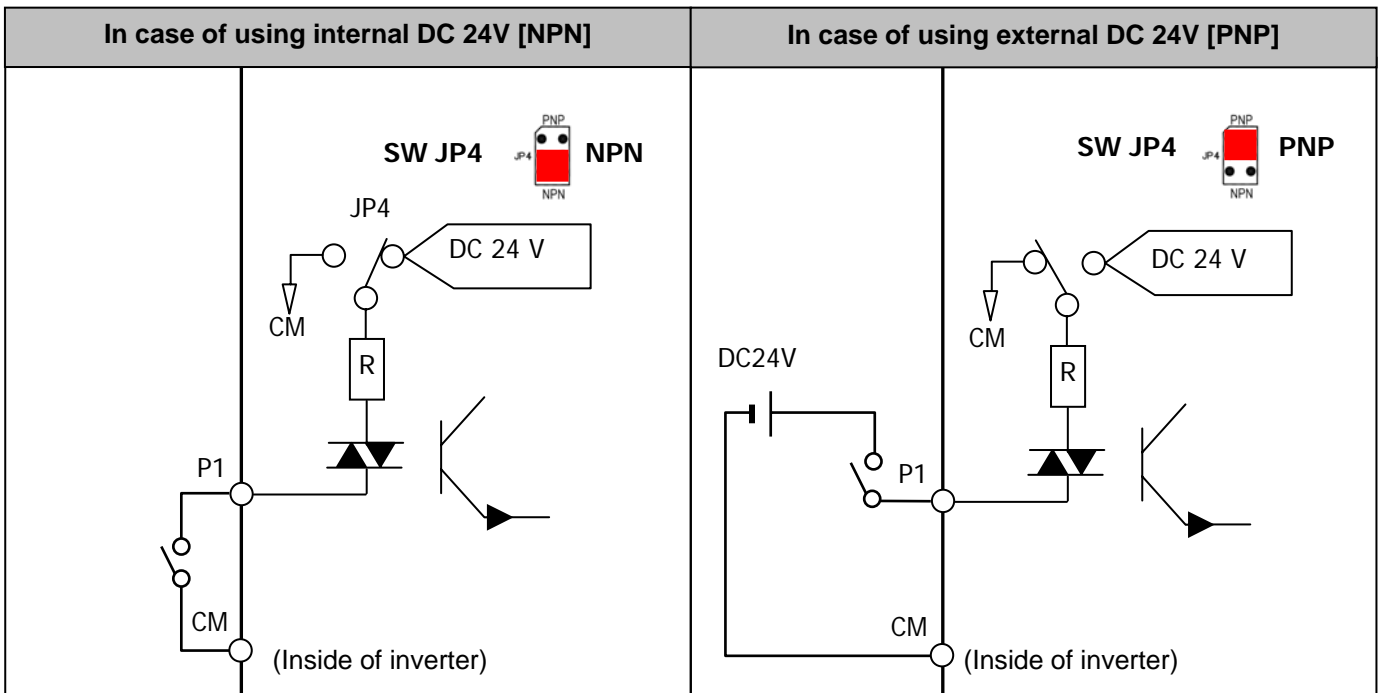 In case of using internal DC 24V [NPN]
In case of using external DC 24V [PNP]
PNP
SW JP4
JP4
NPN
NPN
JP4
DC 24 V
CM
R
P1
CM
(Inside of inverter)
PNP
SW JP4
JP4
PNP
NPN
DC 24 V
CM
DC24V
R
P1
CM
(Inside of inverter)